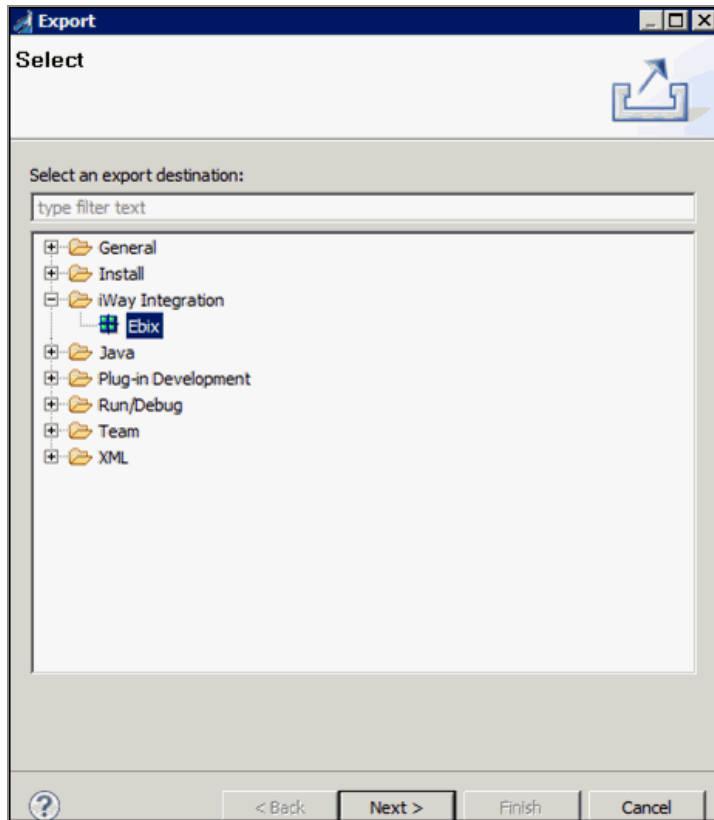 Export
Select
Select an export destination:
type filter text
General
Install
iWay Integration
Ebix
Java
Plug-in Development
Run/Debug
Team
XML
? < Back Next > Finish Cancel